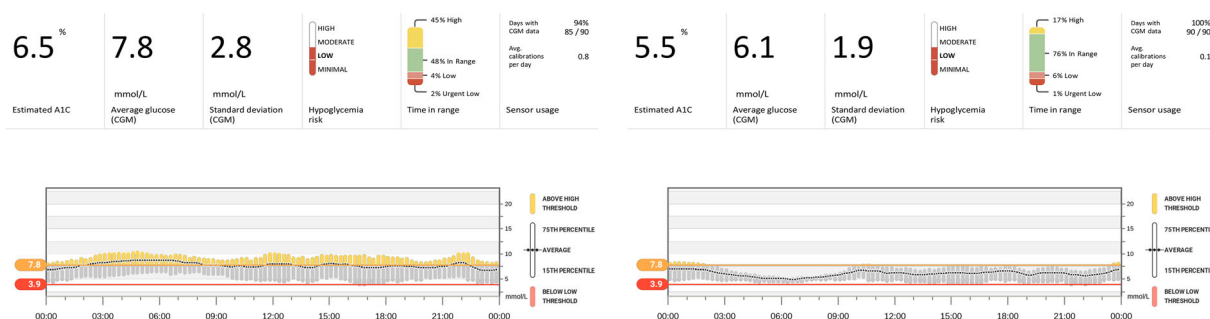 6.5 %
Estimated A1C
7.8
mmol/L
Average glucose
(CGM)
2.8
mmol/L
Standard deviation
(CGM)
HIGH
MODERATE
LOW
MINIMAL
Hypoglycemia
risk
45% High
48% In Range
4% Low
2% Urgent Low
Time in range
Days with
CGM data
94%
85 / 90
Avg.
calibrations
per day
0.8
Sensor usage
5.5 %
Estimated A1C
6.1
mmol/L
Average glucose
(CGM)
1.9
mmol/L
Standard deviation
(CGM)
HIGH
MODERATE
LOW
MINIMAL
Hypoglycemia
risk
17% High
76% In Range
6% Low
1% Urgent Low
Time in range
Days with
CGM data
100%
90 / 90
Avg.
calibrations
per day
0.1
Sensor usage
7.8
3.9
20
15
10
5
mmol/L
00:00 03:00 06:00 09:00 12:00 15:00 18:00 21:00 00:00
ABOVE HIGH
THRESHOLD
75TH PERCENTILE
AVERAGE
15TH PERCENTILE
BELOW LOW
THRESHOLD
7.8
3.9
20
15
10
5
mmol/L
00:00 03:00 06:00 09:00 12:00 15:00 18:00 21:00 00:00
ABOVE HIGH
THRESHOLD
75TH PERCENTILE
AVERAGE
15TH PERCENTILE
BELOW LOW
THRESHOLD